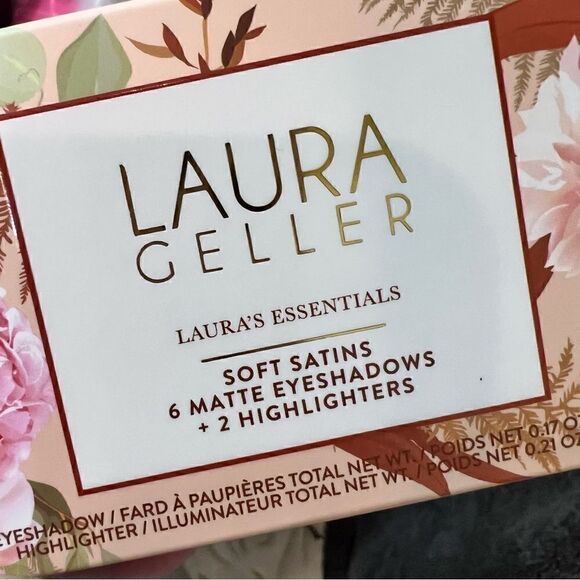 LAURA
GELLER
LAURA'S ESSENTIALS
SOFT SATINS
6 MATTE EYESHADOWS
+ 2 HIGHLIGHTERS
EYESHADOW / FARD À PAUPIÈRES TOTAL NET WT. / POIDS NET 0.17 O
HIGHLIGHTER / ILLUMINATEUR TOTAL NET WT. / POIDS NET 0.21 OZ